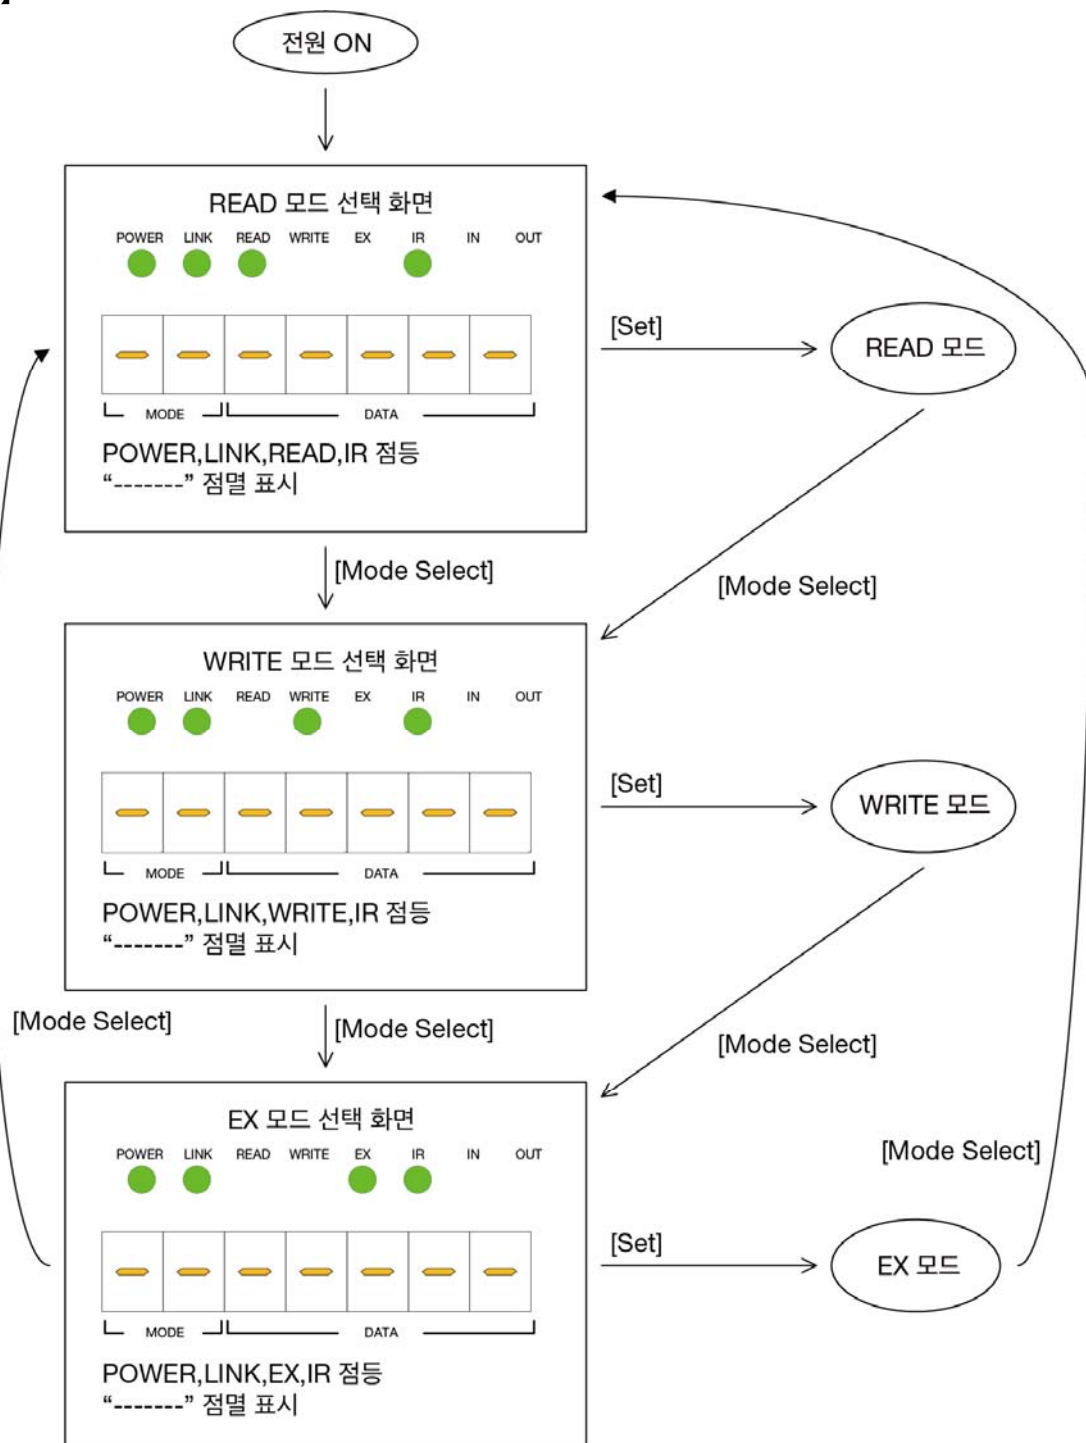 전원 ON
READ 모드 선택 화면
POWER LINK READ WRITE EX IR IN OUT
[Set]
READ 모드
MODE DATA
POWER,LINK,READ,IR 점등
“-------” 점멸 표시
[Mode Select]
[Mode Select]
WRITE 모드 선택 화면
POWER LINK READ WRITE EX IR IN OUT
[Set]
WRITE 모드
MODE DATA
POWER,LINK,WRITE,IR 점등
“-------” 점멸 표시
[Mode Select]
[Mode Select]
[Mode Select]
EX 모드 선택 화면
POWER LINK READ WRITE EX IR IN OUT
[Mode Select]
[Set]
EX 모드
MODE DATA
POWER,LINK,EX,IR 점등
“-------” 점멸 표시